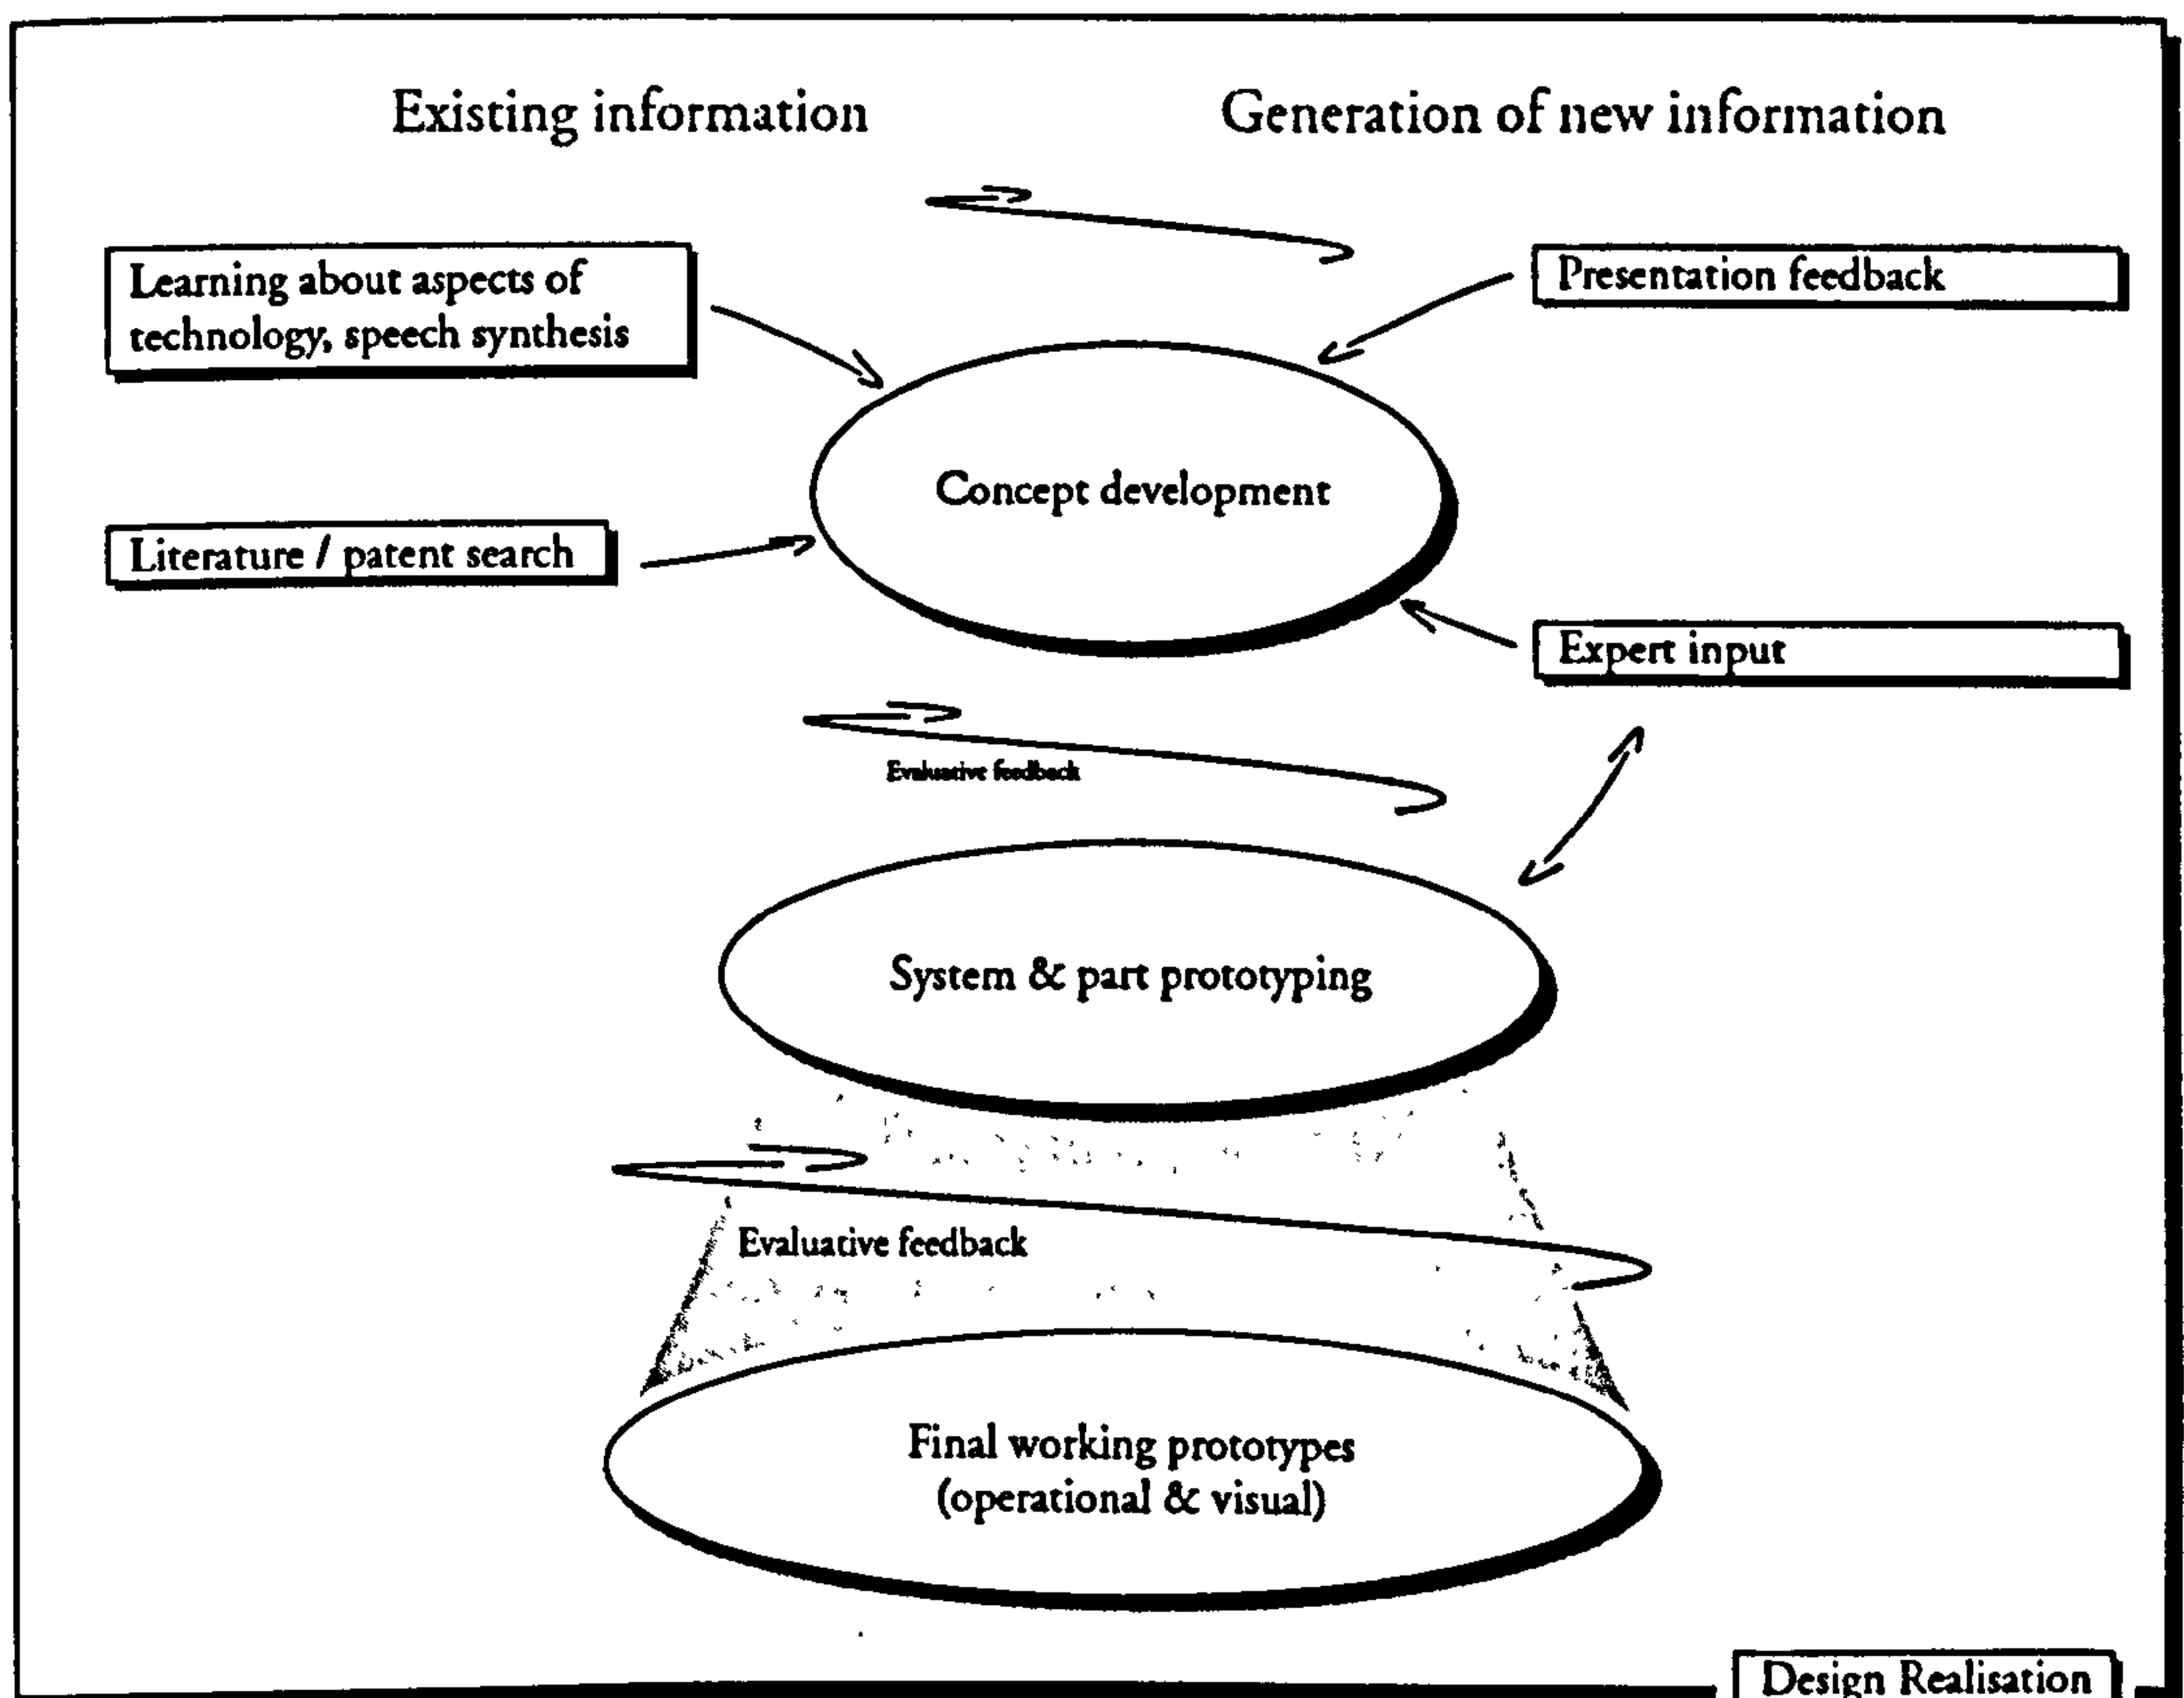 Existing information
Generation of new information
Learning about aspects of
technology, speech synthesis
Presentation feedback
Concept development
Literature / patent search
Expert input
Evaluative feedback
System & part prototyping
Evaluative feedback
Final working prototypes
(operational & visual)
Design Realisation